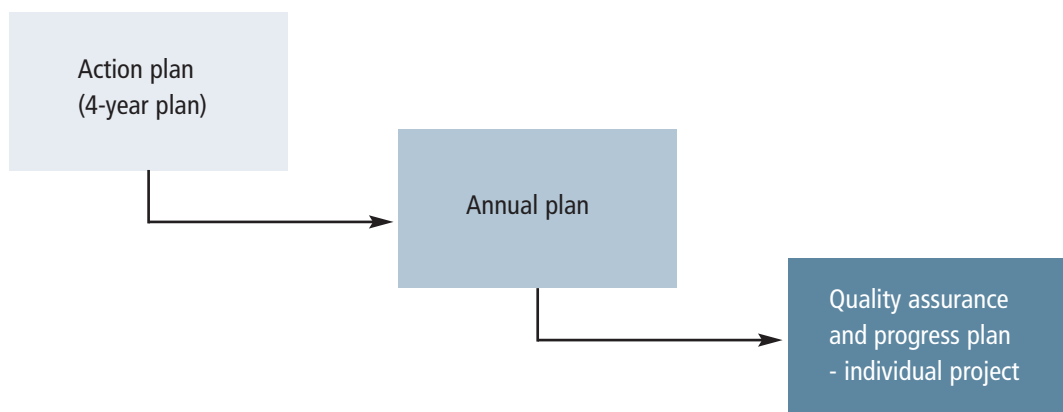 Action plan
(4-year plan)
Annual plan
Quality assurance
and progress plan
- individual project